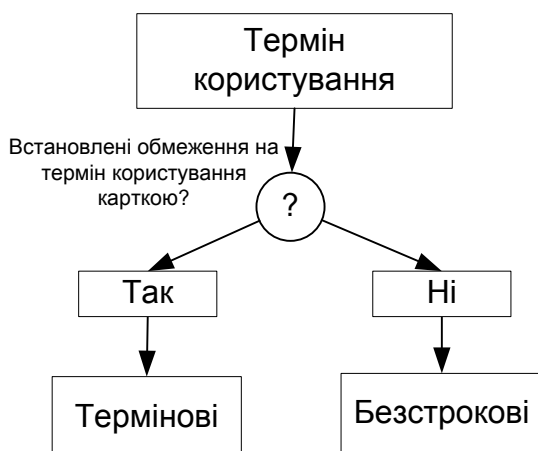 Термін
користування
Встановлені обмеження на
термін користування
карткою?
?
Так
Ні
Термінові
Безстрокові